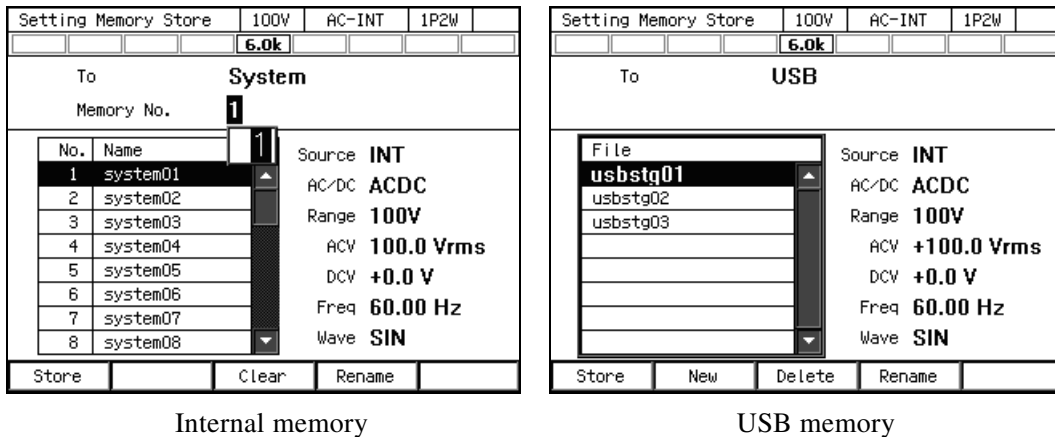 Setting Memory Store 100V AC-INT 1P2W
6.0k
To System
Memory No. 1
1
No. Name
1 system01
2 system02
3 system03
4 system04
5 system05
6 system06
7 system07
8 system08
Source INT
AC/DC ACDC
Range 100V
ACV 100.0 Vrms
DCV +0.0 V
Freq 60.00 Hz
Wave SIN
Store Clear Rename
Internal memory
Setting Memory Store 100V AC-INT 1P2W
6.0k
To USB
File
usbstg01
usbstg02
usbstg03
Source INT
AC/DC ACDC
Range 100V
ACV +100.0 Vrms
DCV +0.0 V
Freq 60.00 Hz
Wave SIN
Store New Delete Rename
USB memory